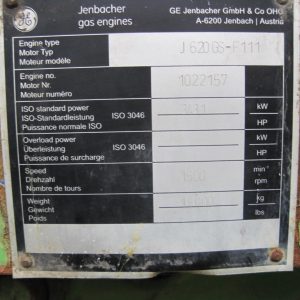 GE
Jenbacher
gas engines
GE Jenbacher GmbH & Co OHG
A-6200 Jenbach | Austria
Engine type
Motor Typ
Moteur modèle
J 620 GS-F111
Engine no.
Motor Nr.
Moteur numéro
1022157
ISO standard power
ISO-Standardleistung
Puissance normale ISO
ISO 3046
kW
HP
Overload power
Überleistung
Puissance de surcharge
ISO 3046
kW
HP
Speed
Drehzahl
Nombre de tours
1500
min⁻¹
rpm
Weight
Gewicht
Poids
kg
lbs